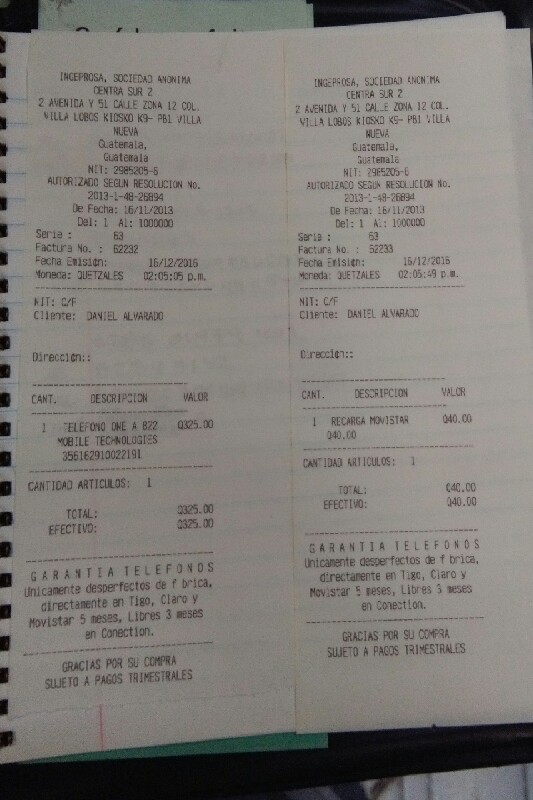 INGEPROSA, SOCIEDAD ANONIMA
CENTRA SUR 2
2 AVENIDA Y 51 CALLE ZONA 12 COL.
VILLA LOBOS KIOSKO K9- PB1 VILLA
NUEVA
Guatemala,
Guatemala
NIT: 2985205-6
AUTORIZADO SEGUN RESOLUCION No.
2013-1-48-26894
De Fecha: 16/11/2013
Del: 1 Al: 1000000
Serie : 63
Factura No. : 62232
Fecha Emisión: 16/12/2016
Moneda: QUETZALES 02:05:05 p.m.
NIT: C/F
Cliente: DANIEL ALVARADO
Dirección::
CANT. DESCRIPCION VALOR
1 TELEFONO ONE A 822 Q325.00
MOBILE TECHNOLOGIES
356162910022191
CANTIDAD ARTICULOS: 1
TOTAL: Q325.00
EFECTIVO: Q325.00
G A R A N T I A T E L E F O N O S
Unicamente desperfectos de f brica,
directamente en Tigo, Claro y
Movistar 5 meses, Libres 3 meses
en Conection.
GRACIAS POR SU COMPRA
SUJETO A PAGOS TRIMESTRALES
INGEPROSA, SOCIEDAD ANONIMA
CENTRA SUR 2
2 AVENIDA Y 51 CALLE ZONA 12 COL.
VILLA LOBOS KIOSKO K9- PB1 VILLA
NUEVA
Guatemala,
Guatemala
NIT: 2985205-6
AUTORIZADO SEGUN RESOLUCION No.
2013-1-48-26894
De Fecha: 16/11/2013
Del: 1 Al: 1000000
Serie : 63
Factura No. : 62233
Fecha Emisión: 16/12/2016
Moneda: QUETZALES 02:05:49 p.m.
NIT: C/F
Cliente: DANIEL ALVARADO
Dirección::
CANT. DESCRIPCION VALOR
1 RECARGA MOVISTAR Q40.00
Q40.00
CANTIDAD ARTICULOS: 1
TOTAL: Q40.00
EFECTIVO: Q40.00
G A R A N T I A T E L E F O N O S
Unicamente desperfectos de f brica,
directamente en Tigo, Claro y
Movistar 5 meses, Libres 3 meses
en Conection.
GRACIAS POR SU COMPRA
SUJETO A PAGOS TRIMESTRALES